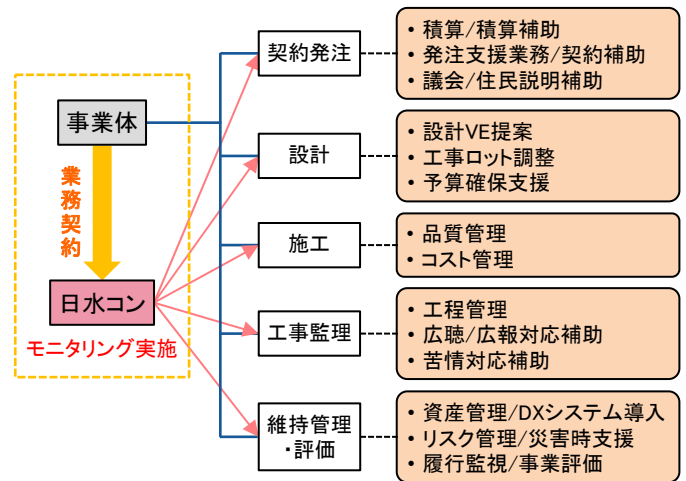 事業体
業務契約
日水コン
モニタリング実施
契約発注
• 積算/積算補助
• 発注支援業務/契約補助
• 議会/住民説明補助
設計
• 設計VE提案
• 工事ロット調整
• 予算確保支援
施工
• 品質管理
• コスト管理
工事監理
• 工程管理
• 広聴/広報対応補助
• 苦情対応補助
維持管理
・評価
• 資産管理/DXシステム導入
• リスク管理/災害時支援
• 履行監視/事業評価